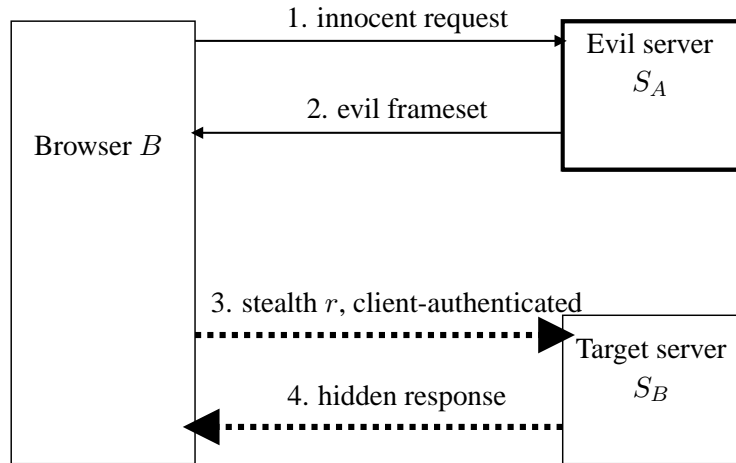 1. innocent request
Evil server
S_A
2. evil frameset
Browser B
3. stealth r, client-authenticated
Target server
S_B
4. hidden response